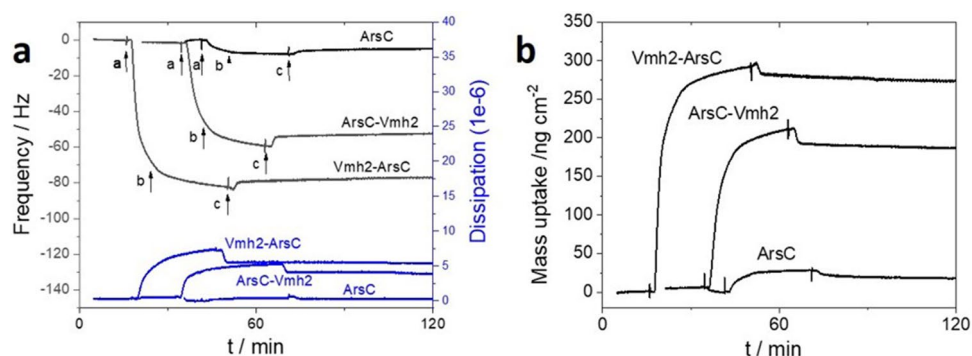 a
0
-20
-40
-60
-80
-100
-120
-140
Frequency / Hz
40
35
30
25
20
15
10
5
0
Dissipation (1e-6)
ArsC
a
a
a
b
c
ArsC-Vmh2
b
c
Vmh2-ArsC
b
c
Vmh2-ArsC
ArsC-Vmh2
ArsC
0
60
120
t / min
b
300
250
200
150
100
50
0
Mass uptake /ng cm-2
Vmh2-ArsC
ArsC-Vmh2
ArsC
0
60
120
t / min